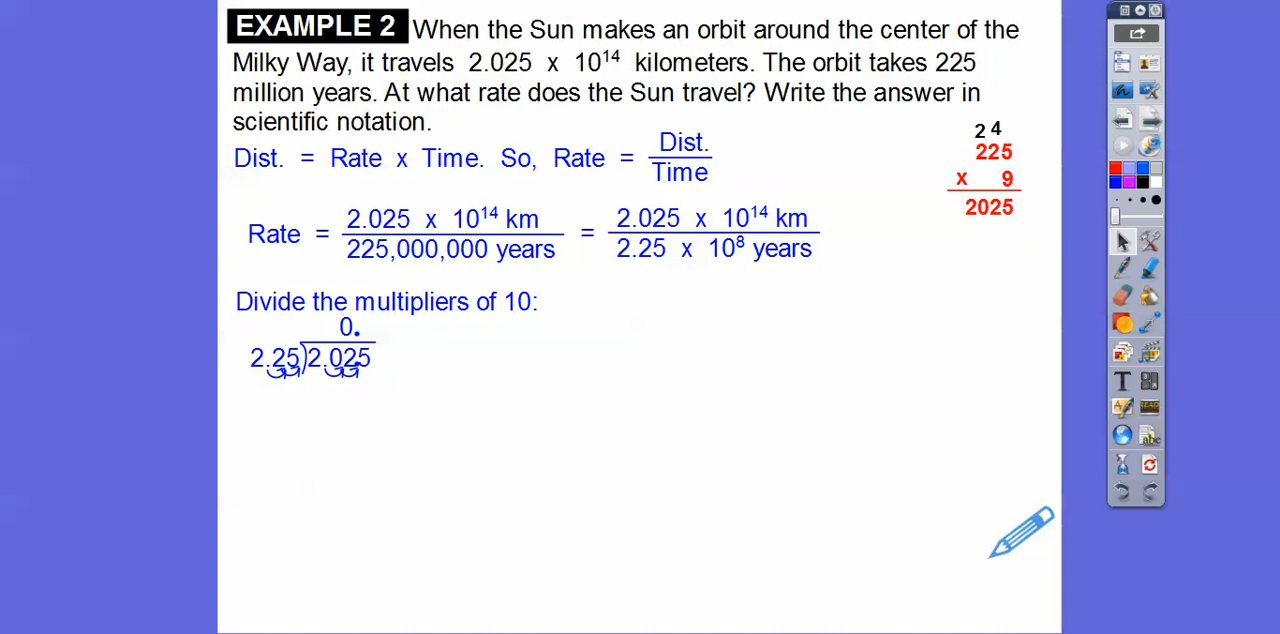 EXAMPLE 2 When the Sun makes an orbit around the center of the
Milky Way, it travels 2.025 x 10¹⁴ kilometers. The orbit takes 225
million years. At what rate does the Sun travel? Write the answer in
scientific notation.
Dist. = Rate x Time. So, Rate = Dist.
Time
2 4
225
x 9
2025
Rate = 2.025 x 10¹⁴ km = 2.025 x 10¹⁴ km
225,000,000 years 2.25 x 10⁸ years
Divide the multipliers of 10:
0.
2.25)2.025
T
abc